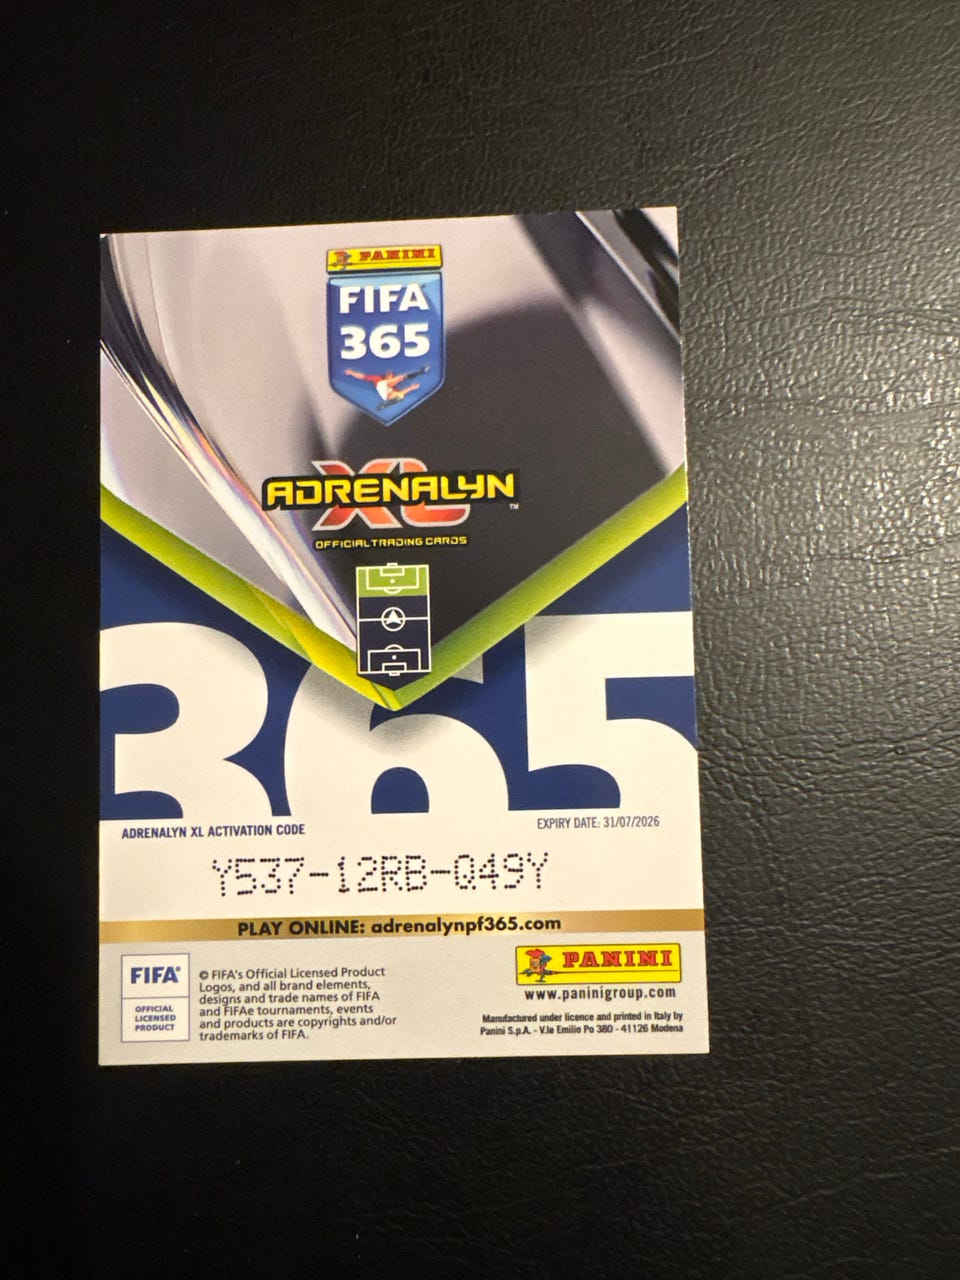 PANINI
FIFA
365
ADRENALYN
XL
™
OFFICIAL TRADING CARDS
365
ADRENALYN XL ACTIVATION CODE
EXPIRY DATE: 31/07/2026
Y537-12RB-Q49Y
PLAY ONLINE: adrenalynpf365.com
FIFA®
OFFICIAL
LICENSED
PRODUCT
© FIFA's Official Licensed Product
Logos, and all brand elements,
designs and trade names of FIFA
and FIFAe tournaments, events
and products are copyrights and/or
trademarks of FIFA.
PANINI
www.paninigroup.com
Manufactured under licence and printed in Italy by
Panini S.p.A. - V.le Emilio Po 380 - 41126 Modena